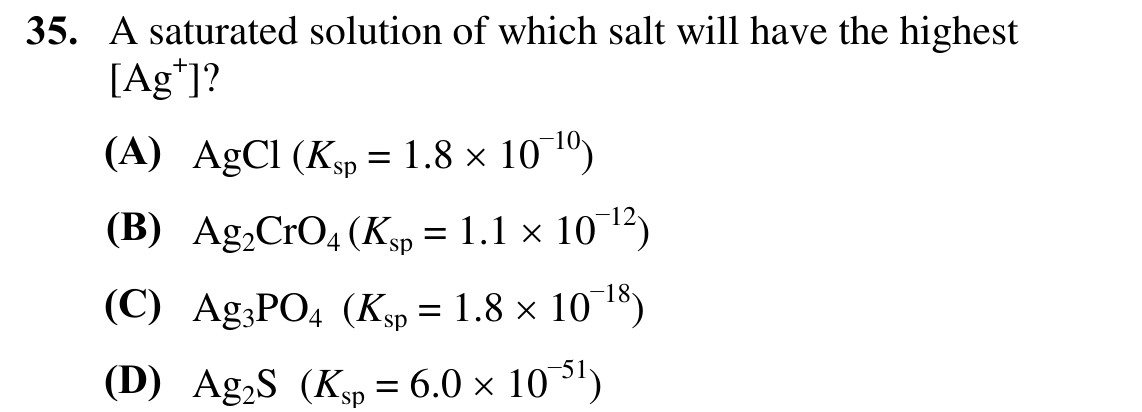 35. A saturated solution of which salt will have the highest
[Ag⁺]?
(A) AgCl (Ksp = 1.8 × 10⁻¹⁰)
(B) Ag₂CrO₄ (Ksp = 1.1 × 10⁻¹²)
(C) Ag₃PO₄ (Ksp = 1.8 × 10⁻¹⁸)
(D) Ag₂S (Ksp = 6.0 × 10⁻⁵¹)